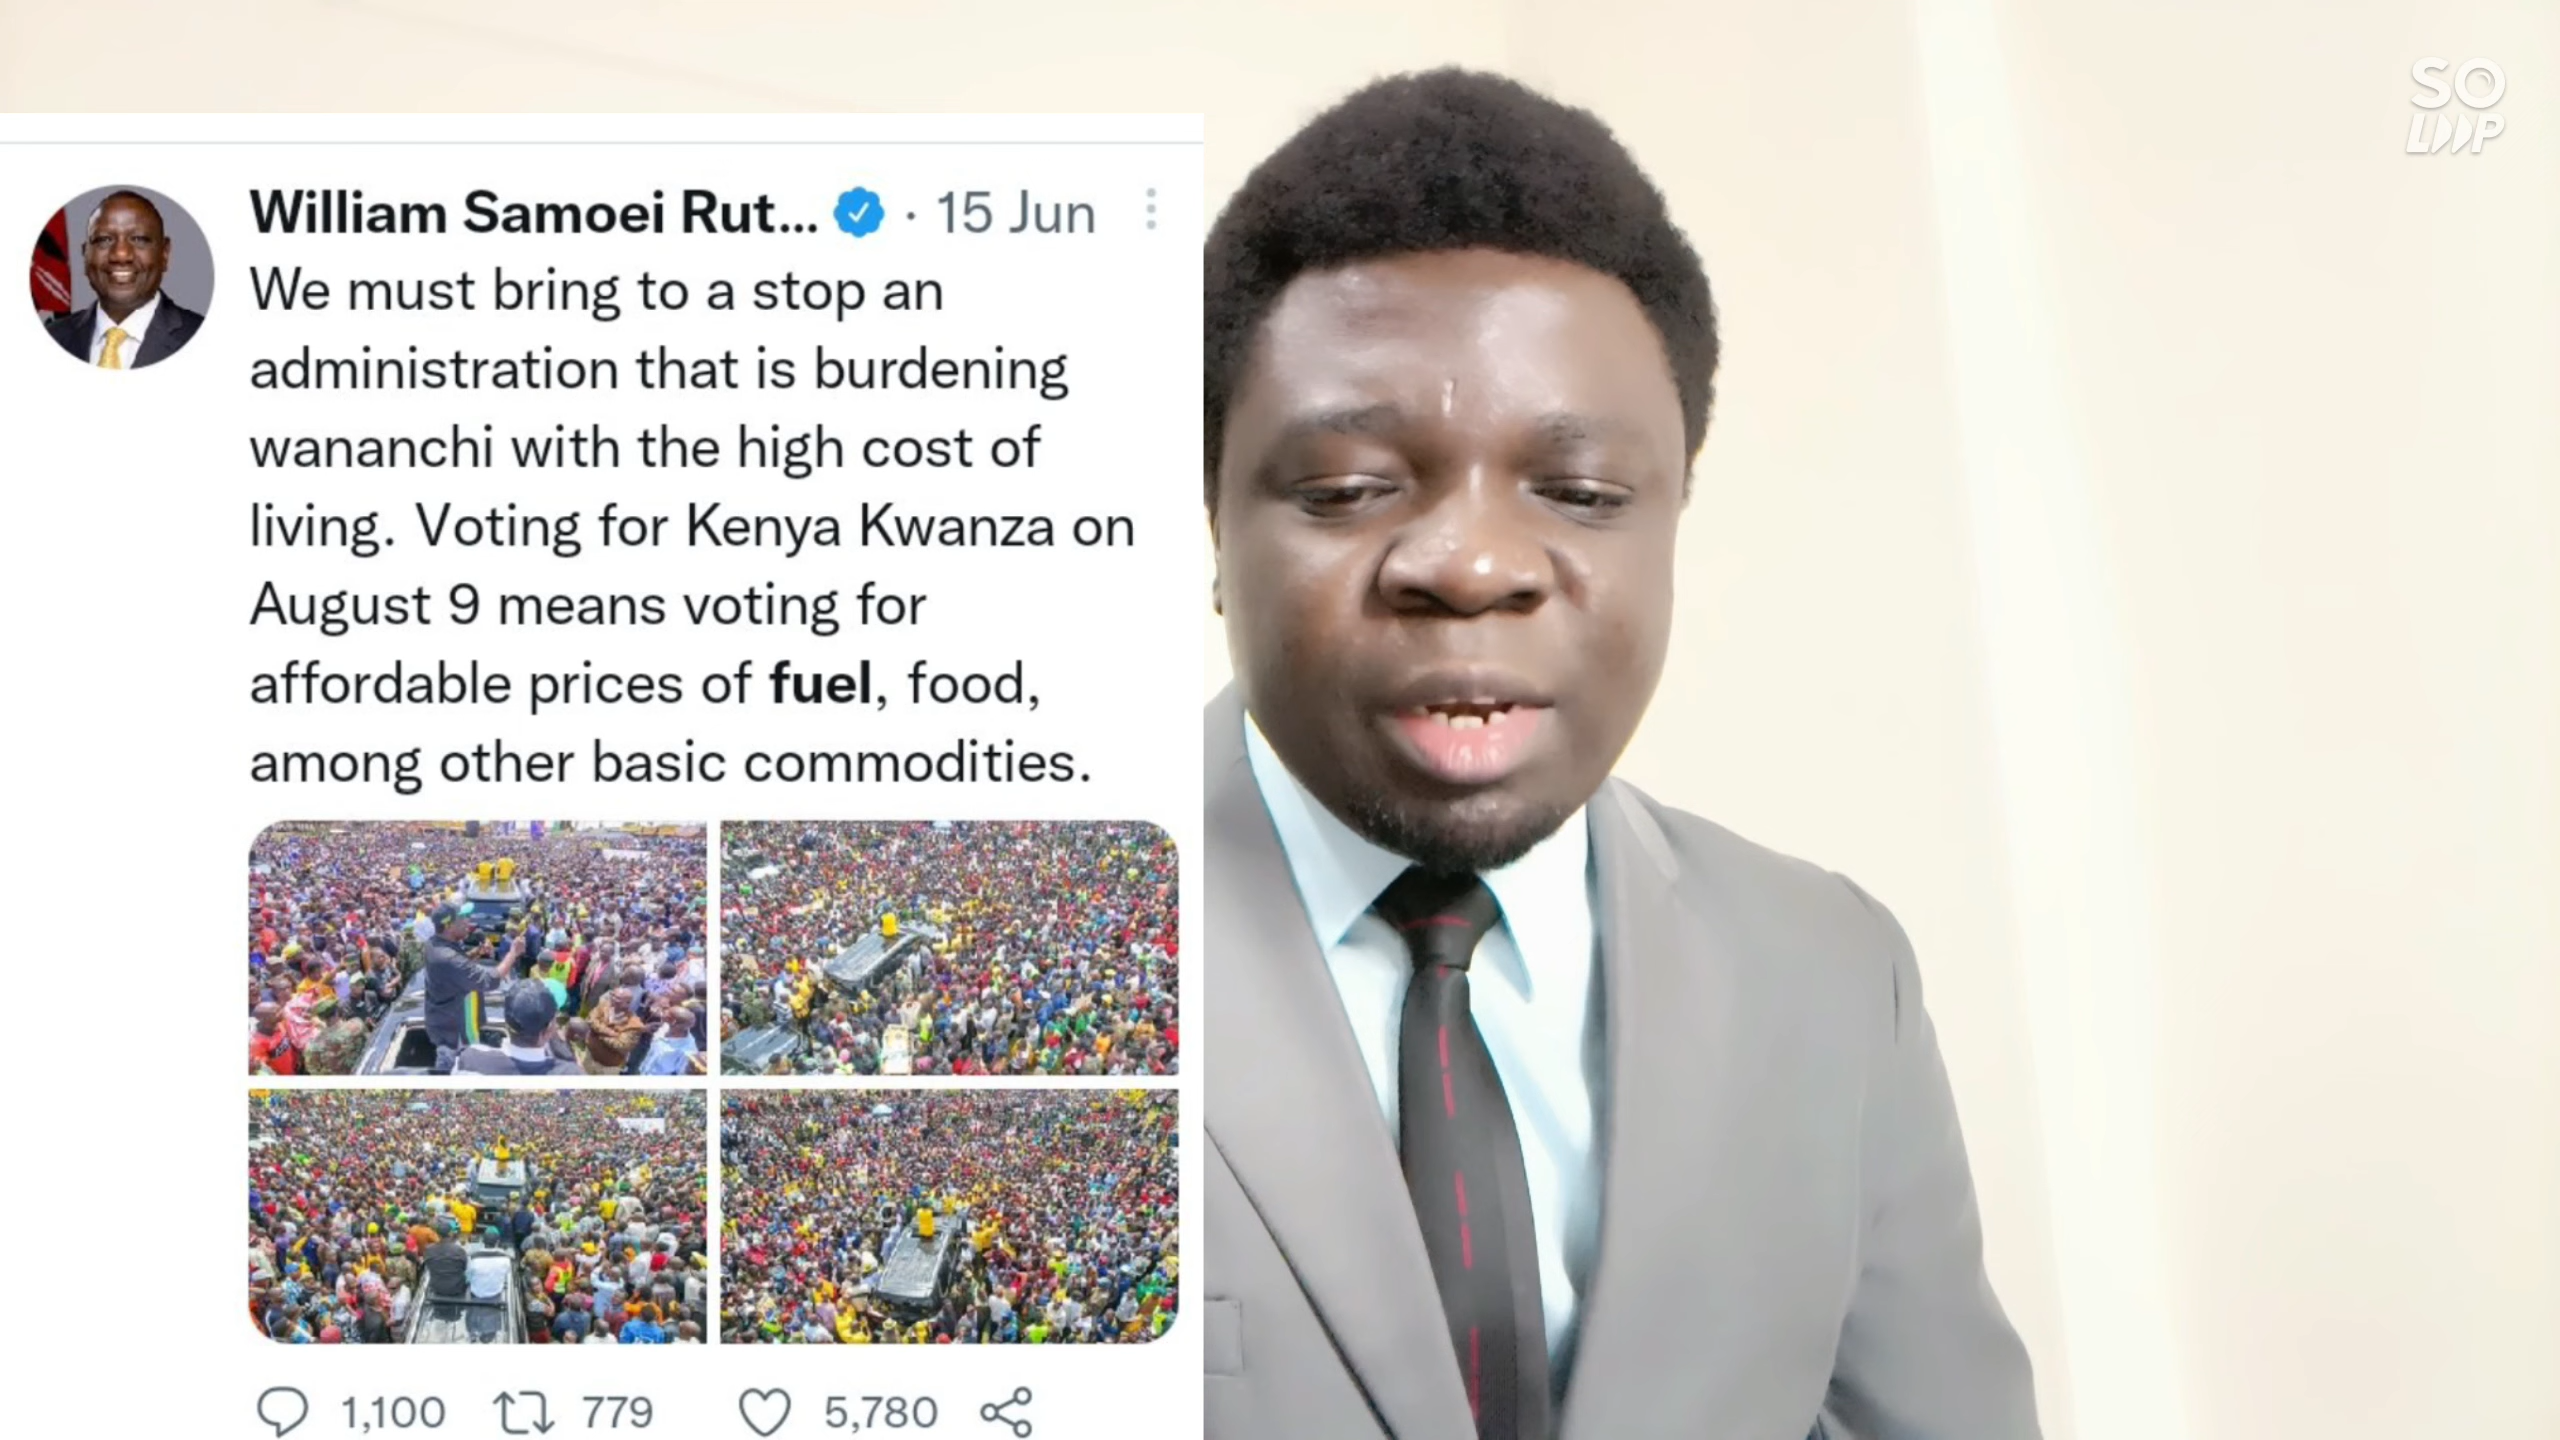 SO
LOOP
William Samoei Rut... · 15 Jun
We must bring to a stop an
administration that is burdening
wananchi with the high cost of
living. Voting for Kenya Kwanza on
August 9 means voting for
affordable prices of fuel, food,
among other basic commodities.
1,100 779 5,780